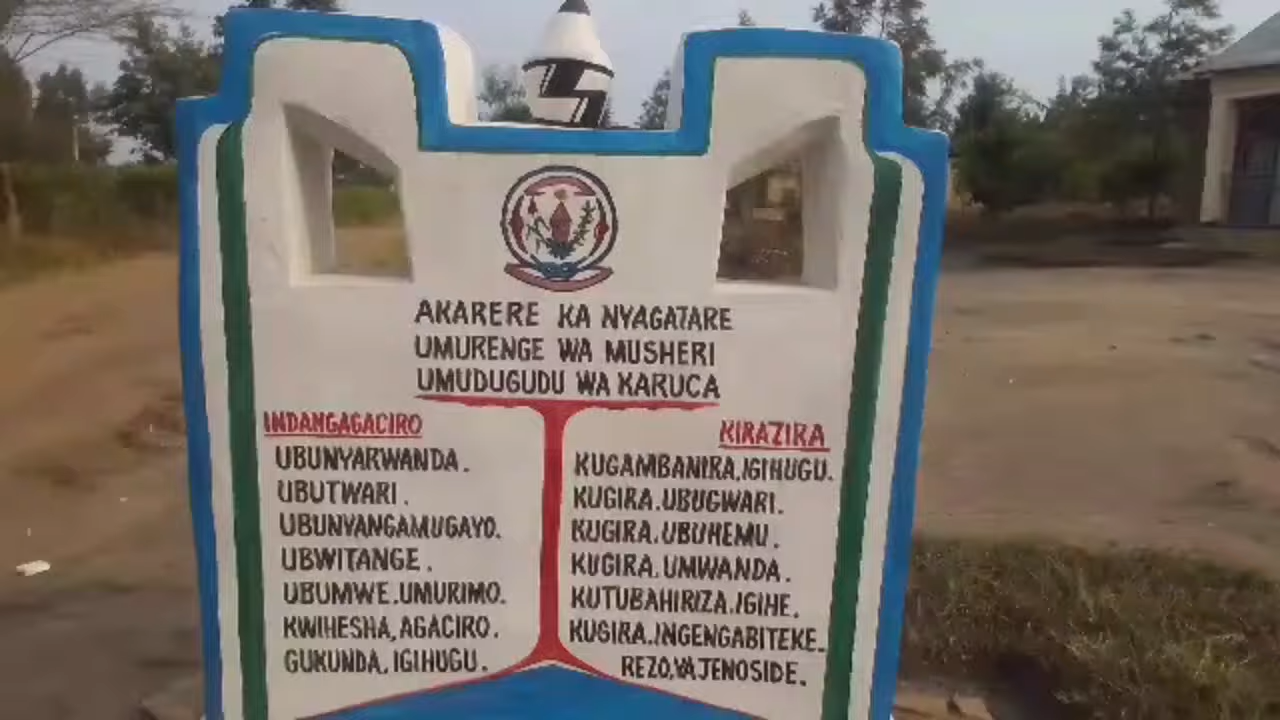 AKARERE KA NYAGATARE
UMURENGE WA MUSHERI
UMUDUGUDU WA KARUCA
INDANGAGACIRO
UBUNYARWANDA.
UBUTWARI.
UBUNYANGAMUGAYO.
UBWITANGE.
UBUMWE.UMURIMO.
KWIHESHA,AGACIRO.
GUKUNDA,IGIHUGU.
KIRAZIRA
KUGAMBANIRA,IGIHUGU.
KUGIRA.UBUGWARI.
KUGIRA.UBUHEMU.
KUGIRA.UMWANDA.
KUTUBAHIRIZA.IGIHE.
KUGIRA.INGENGABITEKE.
REZO,YAJENOSIDE.